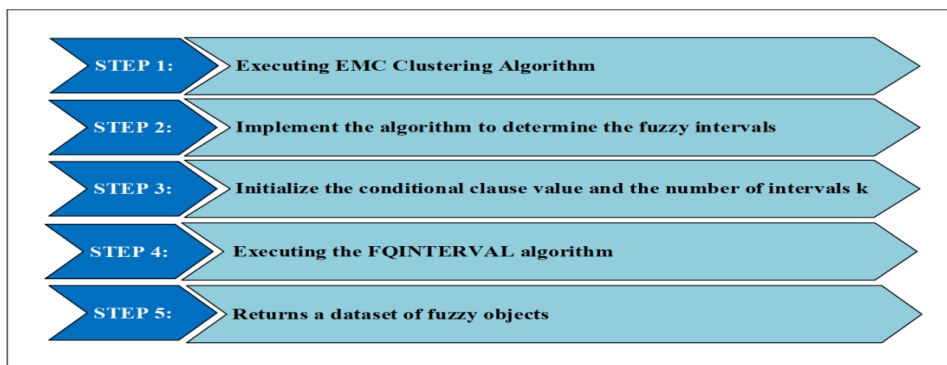 STEP 1: Executing EMC Clustering Algorithm
STEP 2: Implement the algorithm to determine the fuzzy intervals
STEP 3: Initialize the conditional clause value and the number of intervals k
STEP 4: Executing the FQINTERVAL algorithm
STEP 5: Returns a dataset of fuzzy objects